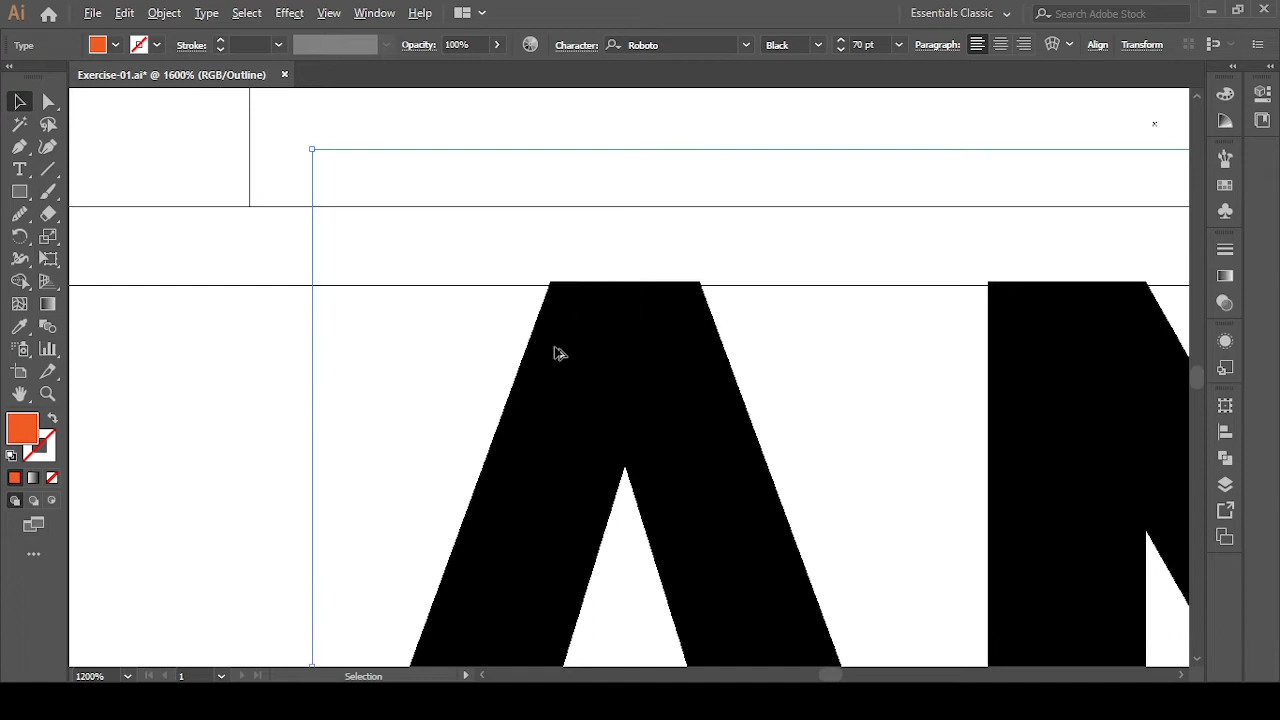 Ai File Edit Object Type Select Effect View Window Help Essentials Classic Search Adobe Stock
Type Stroke: Opacity: 100% Character: Roboto Black 70 pt Paragraph: Align Transform
Exercise-01.ai* @ 1600% (RGB/Outline)
A
1200% 1 Selection